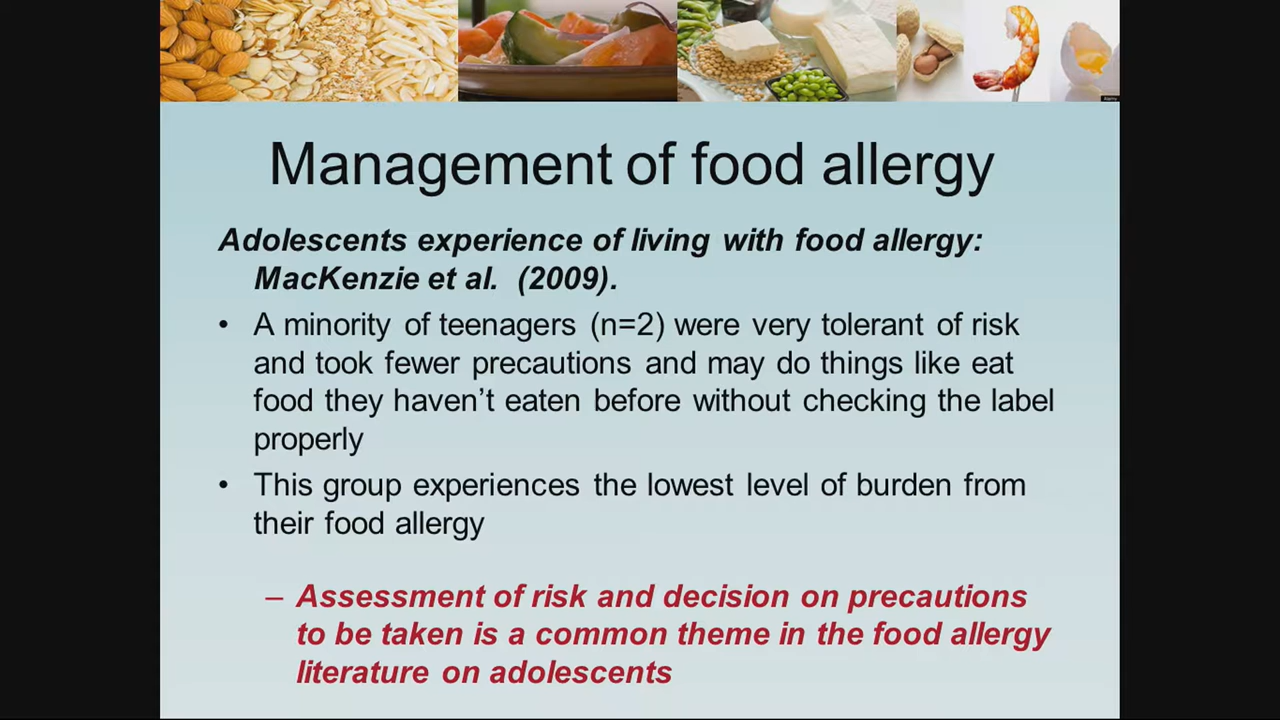 Management of food allergy
Adolescents experience of living with food allergy:
MacKenzie et al. (2009).
• A minority of teenagers (n=2) were very tolerant of risk
and took fewer precautions and may do things like eat
food they haven’t eaten before without checking the label
properly
• This group experiences the lowest level of burden from
their food allergy
– Assessment of risk and decision on precautions
to be taken is a common theme in the food allergy
literature on adolescents